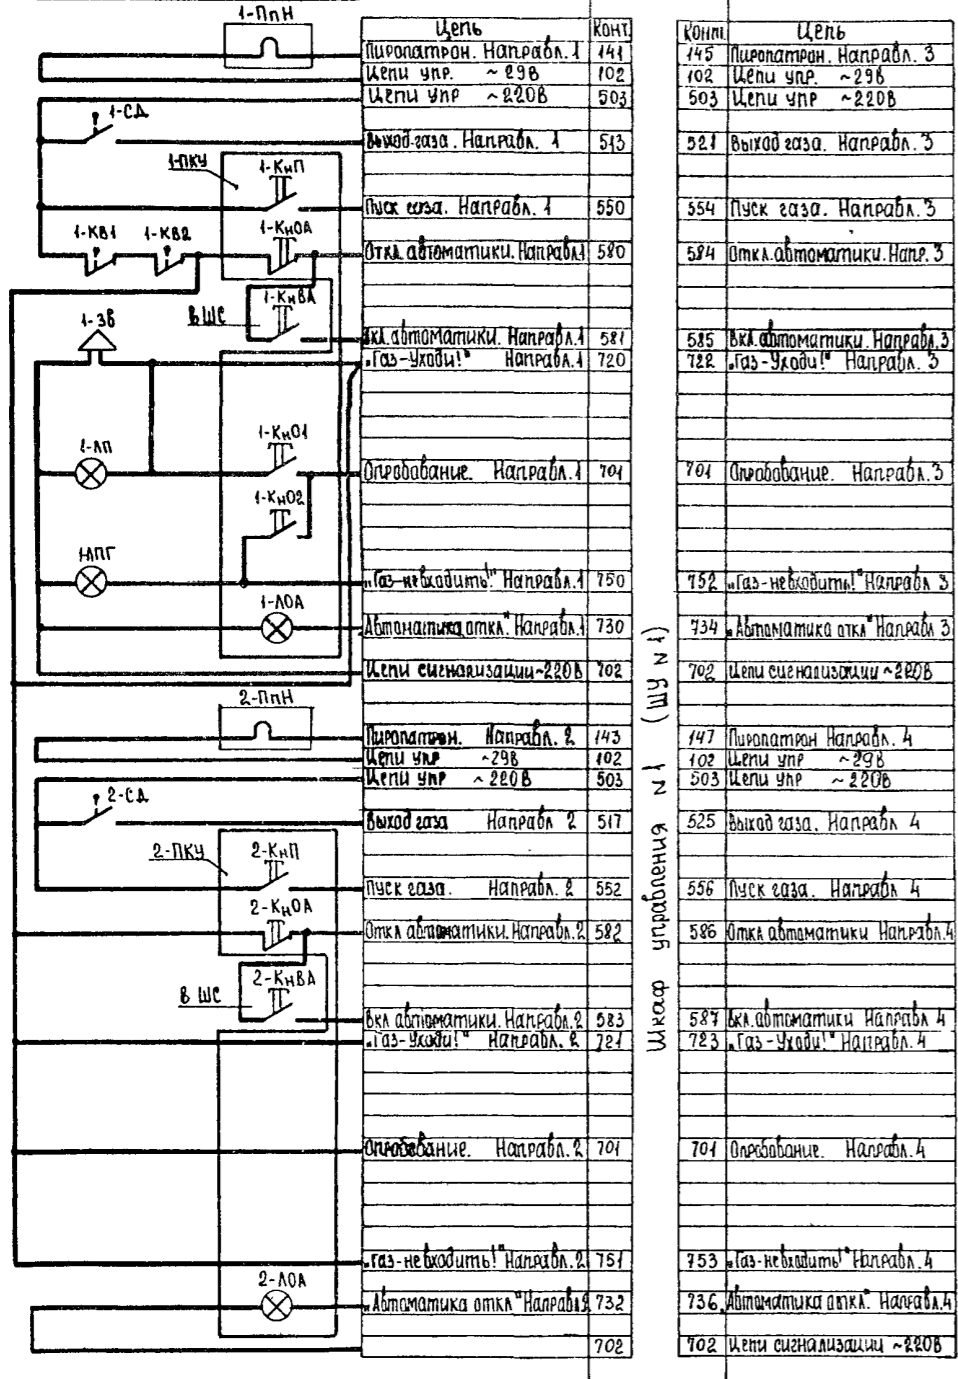 1-ПпН
Цепь Конт.
Пиропатрон. Направл. 1 141
Цепи упр. ~29В 102
Цепи упр ~220В 503
1-СД
Выход газа. Направл. 1 513
1-ПКУ
1-КнП
Пуск газа. Направл. 1 550
1-КВ1 1-КВ2 1-КнОА
Откл. автоматики. Направл.1 580
1-КнВА
В ШС
1-ЗВ
Вкл. автоматики. Направл.1 581
„Газ-Уходи!" Направл.1 720
1-ЛП
1-КнО1
Опробование. Направл.1 701
1-КнО2
НЛПГ
„Газ-не входить!" Направл.1 750
1-ЛОА
Автоматика откл." Направл.1 730
Цепи сигнализации ~220В 702
2-ПпН
Пиропатрон. Направл. 2 143
Цепи упр ~29В 102
Цепи упр ~220В 503
2-СД
Выход газа Направл 2 517
2-ПКУ
2-КнП
Пуск газа. Направл. 2 552
2-КнОА
Откл автоматики. Направл.2 582
2-КнВА
В ШС
Вкл автоматики. Направл.2 583
„Газ-Уходи!" Направл. 2 721
Опробование. Направл. 2 701
„Газ-не входить!" Направл.2 751
2-ЛОА
„Автоматика откл" Направл.2 732
702
Шкаф управления N1 (ШУ N1)
Конт. Цепь
145 Пиропатрон. Направл. 3
102 Цепи упр. ~29В
503 Цепи упр ~220В
521 Выход газа. Направл. 3
554 Пуск газа. Направл. 3
584 Откл. автоматики. Напр. 3
585 Вкл. автоматики. Направл.3
722 „Газ-Уходи!" Направл. 3
701 Опробование. Направл. 3
752 „Газ-не входить!" Направл 3
734 „Автоматика откл" Направл 3
702 Цепи сигнализации ~220В
147 Пиропатрон Направл. 4
102 Цепи упр ~29В
503 Цепи упр ~220В
525 Выход газа. Направл 4
556 Пуск газа. Направл 4
586 Откл автоматики Направл.4
587 Вкл. автоматики Направл 4
723 „Газ-Уходи!" Направл. 4
701 Опробование. Направл. 4
753 „Газ-не входить!" Направл. 4
736 „Автоматика откл." Направл.4
702 Цепи сигнализации ~220В